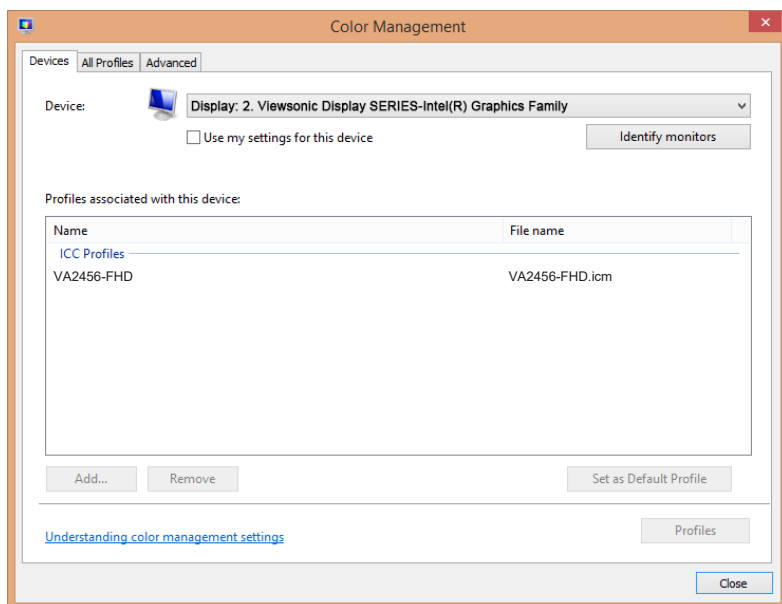 Color Management
Devices All Profiles Advanced
Device: Display: 2. Viewsonic Display SERIES-Intel(R) Graphics Family
Use my settings for this device Identify monitors
Profiles associated with this device:
Name File name
ICC Profiles
VA2456-FHD VA2456-FHD.icm
Add... Remove Set as Default Profile
Understanding color management settings Profiles
Close